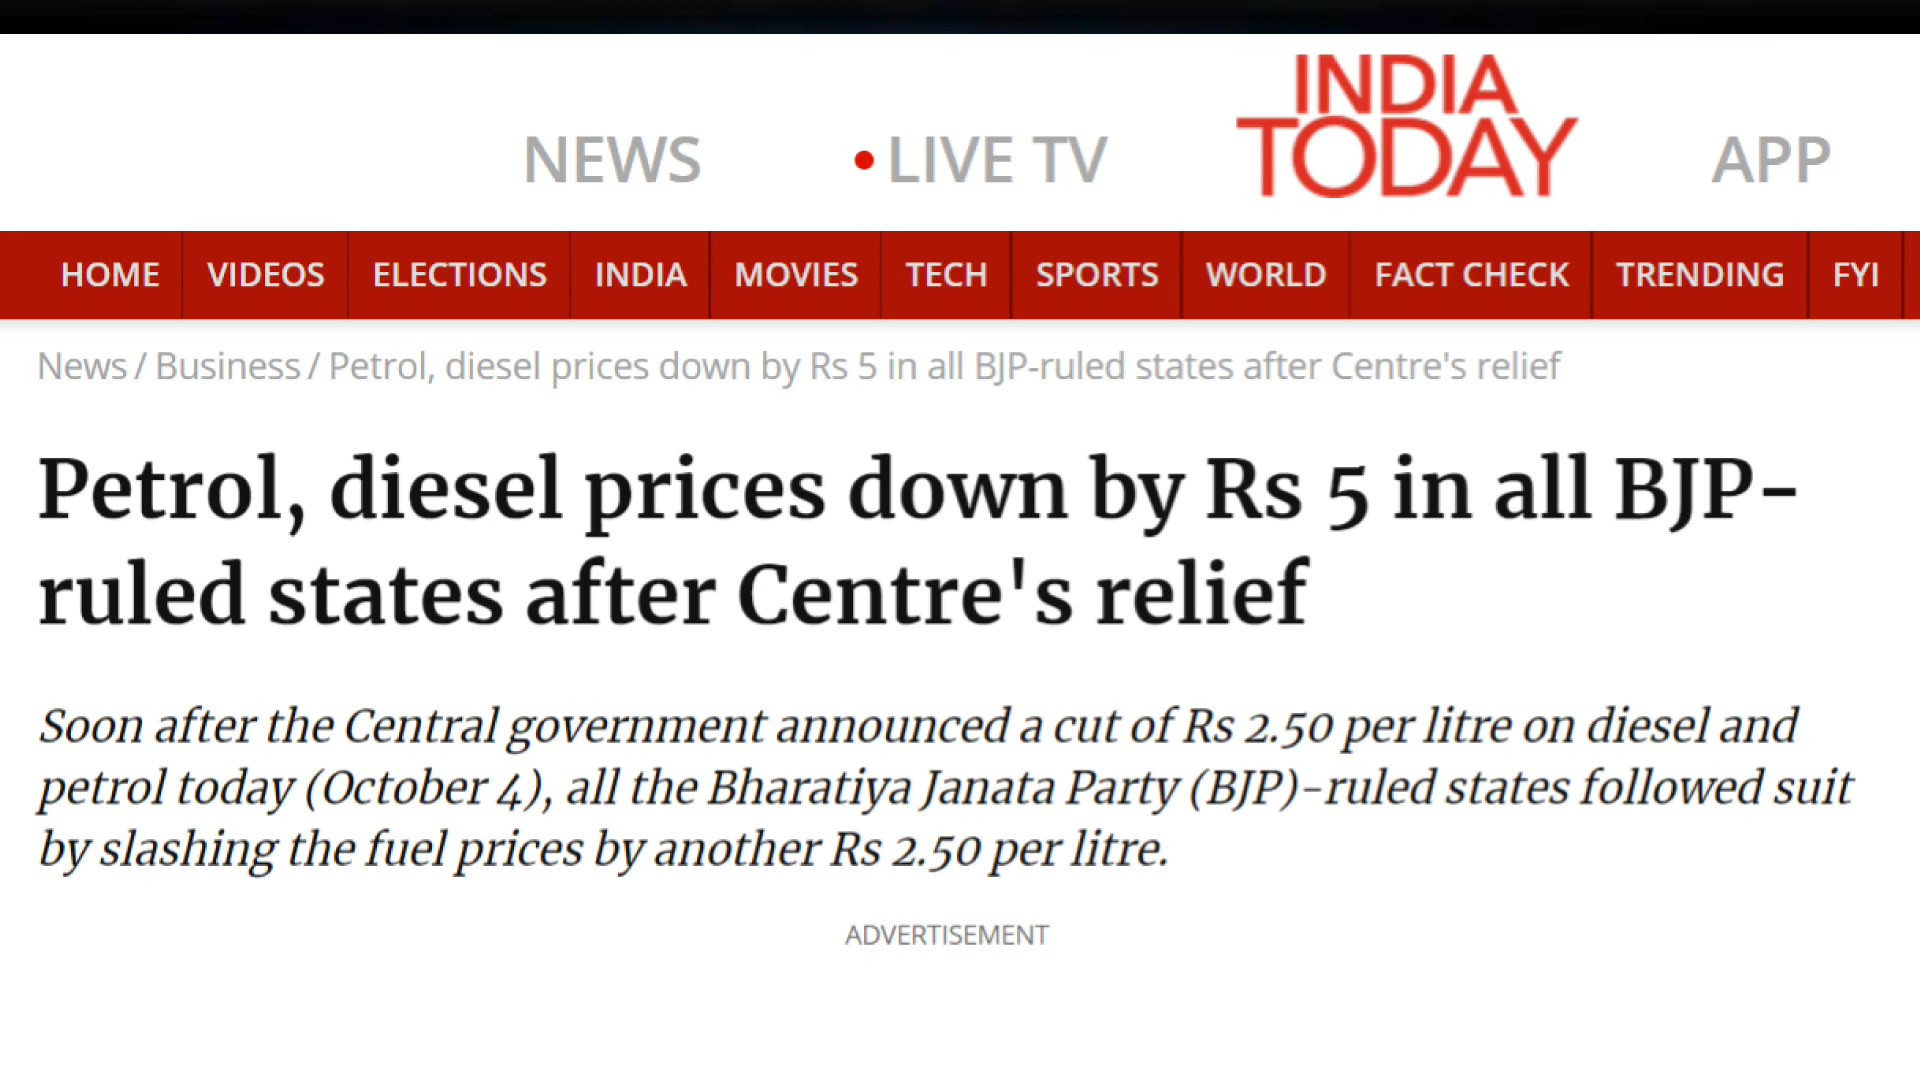 INDIA
TODAY
NEWS
LIVE TV
APP
HOME VIDEOS ELECTIONS INDIA MOVIES TECH SPORTS WORLD FACT CHECK TRENDING FYI
News / Business / Petrol, diesel prices down by Rs 5 in all BJP-ruled states after Centre's relief
Petrol, diesel prices down by Rs 5 in all BJP-
ruled states after Centre's relief
Soon after the Central government announced a cut of Rs 2.50 per litre on diesel and
petrol today (October 4), all the Bharatiya Janata Party (BJP)-ruled states followed suit
by slashing the fuel prices by another Rs 2.50 per litre.
ADVERTISEMENT